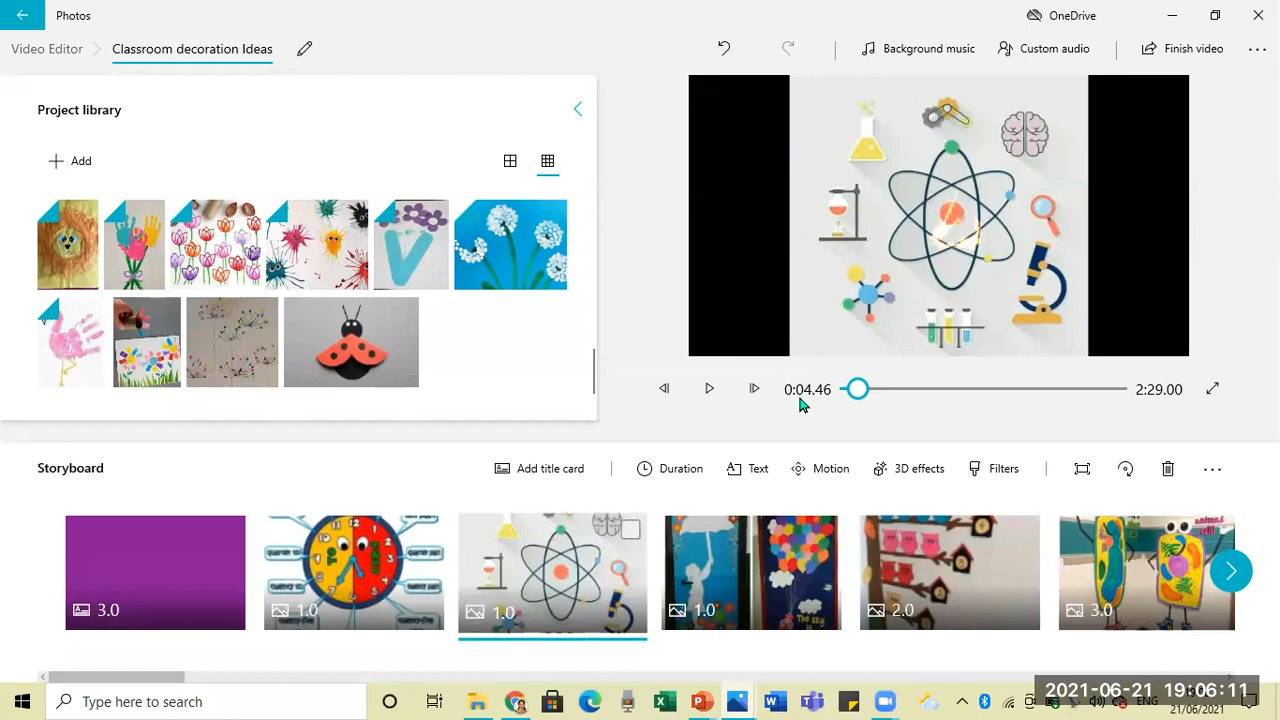 Photos
OneDrive
Video Editor
Classroom decoration Ideas
Background music
Custom audio
Finish video
Project library
Add
0:04.46
2:29.00
Storyboard
Add title card
Duration
Text
Motion
3D effects
Filters
3.0
1.0
1.0
1.0
2.0
3.0
Type here to search
ENG
2021-06-21 19:06:11
21/06/2021